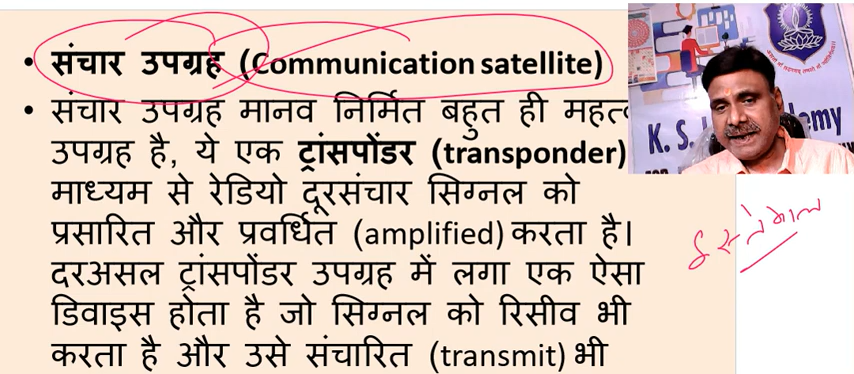 • संचार उपग्रह (Communication satellite)
• संचार उपग्रह मानव निर्मित बहुत ही
उपग्रह है, ये एक ट्रांसपोंडर (transponder)
माध्यम से रेडियो दूरसंचार सिग्नल को
प्रसारित और प्रवर्धित (amplified) करता है।
दरअसल ट्रांसपोंडर उपग्रह में लगा एक ऐसा
डिवाइस होता है जो सिग्नल को रिसीव भी
करता है और उसे संचारित (transmit) भी
K. S.
इस्तेमाल